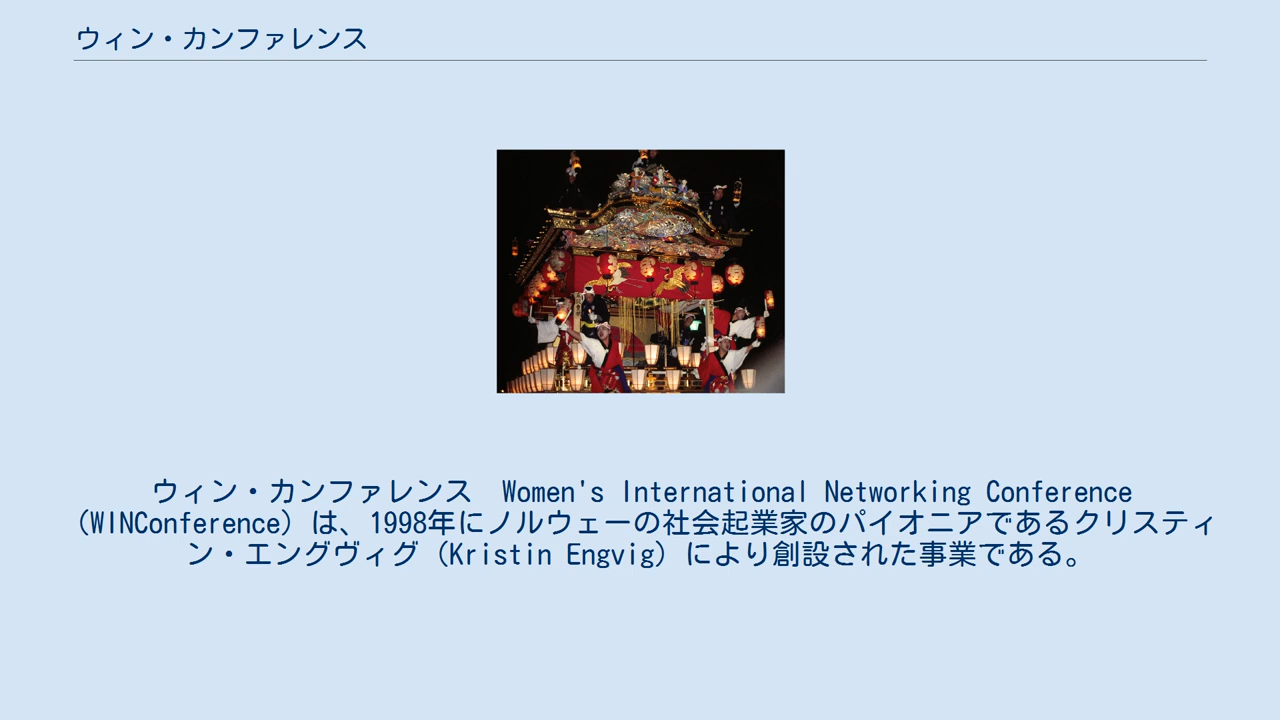 ウィン・カンファレンス
ウィン・カンファレンス　Women's International Networking Conference
(WINConference) は、1998年にノルウェーの社会起業家のパイオニアであるクリスティ
ン・エングヴィグ (Kristin Engvig) により創設された事業である。